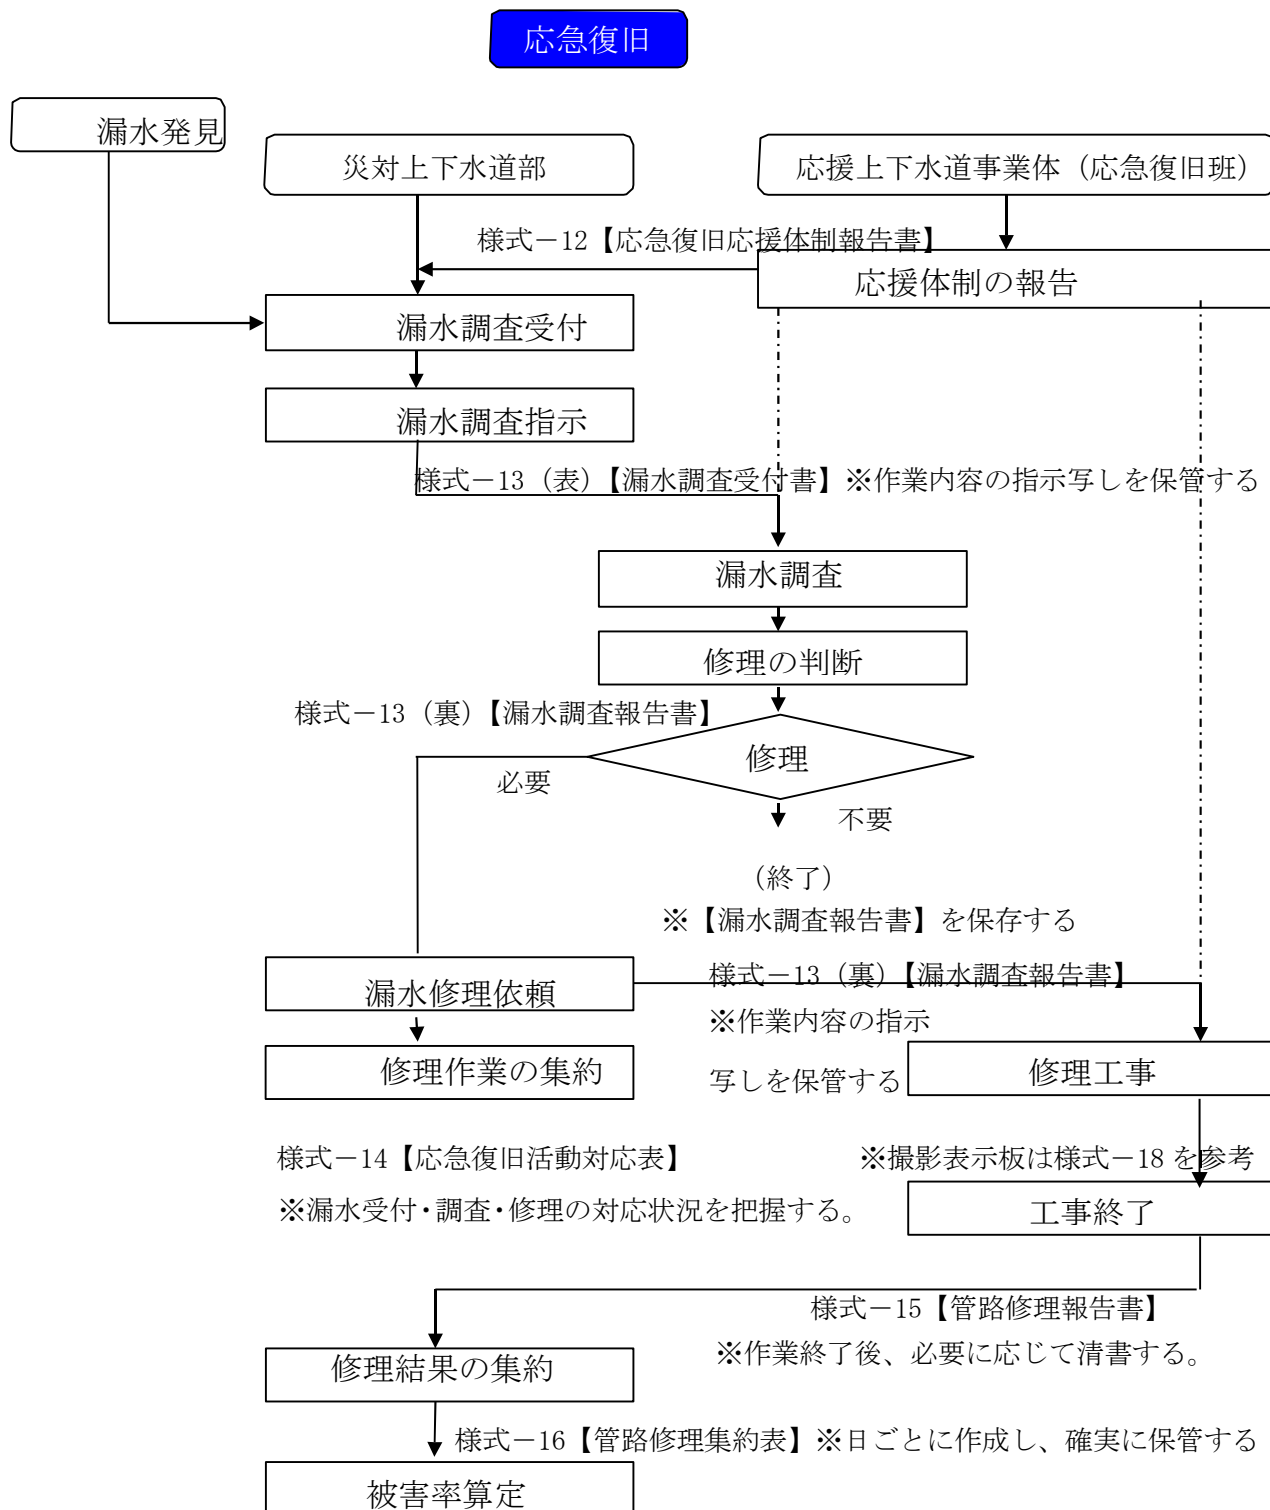 応急復旧
漏水発見
災対上下水道部
応援上下水道事業体（応急復旧班）
様式－12【応急復旧応援体制報告書】
応援体制の報告
漏水調査受付
漏水調査指示
様式－13（表）【漏水調査受付書】※作業内容の指示写しを保管する
漏水調査
修理の判断
様式－13（裏）【漏水調査報告書】
修理
必要
不要
（終了）
※【漏水調査報告書】を保存する
様式－13（裏）【漏水調査報告書】
漏水修理依頼
※作業内容の指示
修理作業の集約
写しを保管する
修理工事
様式－14【応急復旧活動対応表】
※撮影表示板は様式－18を参考
※漏水受付・調査・修理の対応状況を把握する。
工事終了
様式－15【管路修理報告書】
※作業終了後、必要に応じて清書する。
修理結果の集約
様式－16【管路修理集約表】※日ごとに作成し、確実に保管する
被害率算定